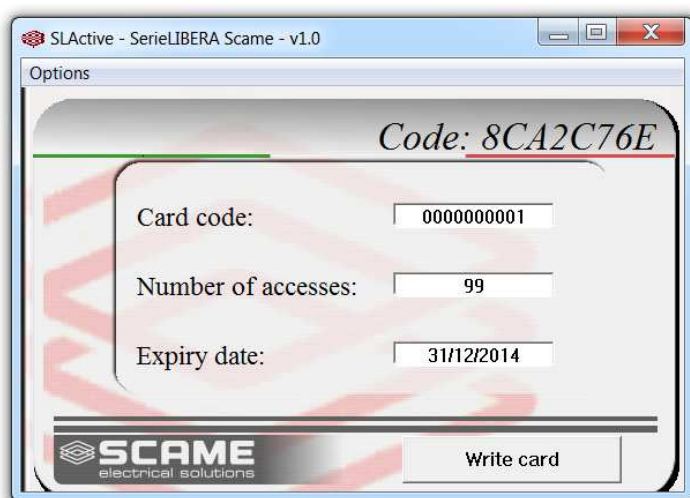 SLActive - SerieLIBERA Scame - v1.0
Options
Code: 8CA2C76E
Card code: 0000000001
Number of accesses: 99
Expiry date: 31/12/2014
SCAME
electrical solutions
Write card